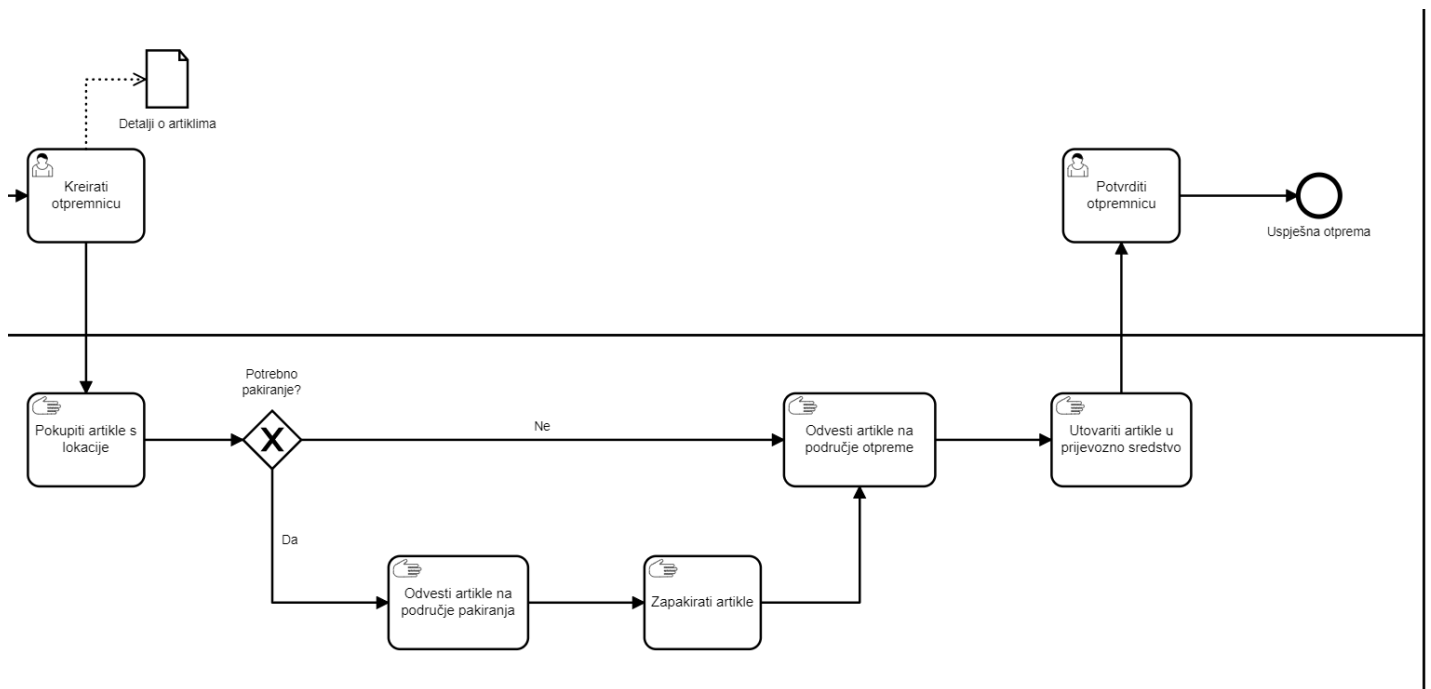 Detalji o artiklima
Kreirati
otpremnicu
Potvrditi
otpremnicu
Uspješna otprema
Potrebno
pakiranje?
Pokupiti artikle s
lokacije
Ne
Odvesti artikle na
područje otpreme
Utovariti artikle u
prijevozno sredstvo
Da
Odvesti artikle na
područje pakiranja
Zapakirati artikle